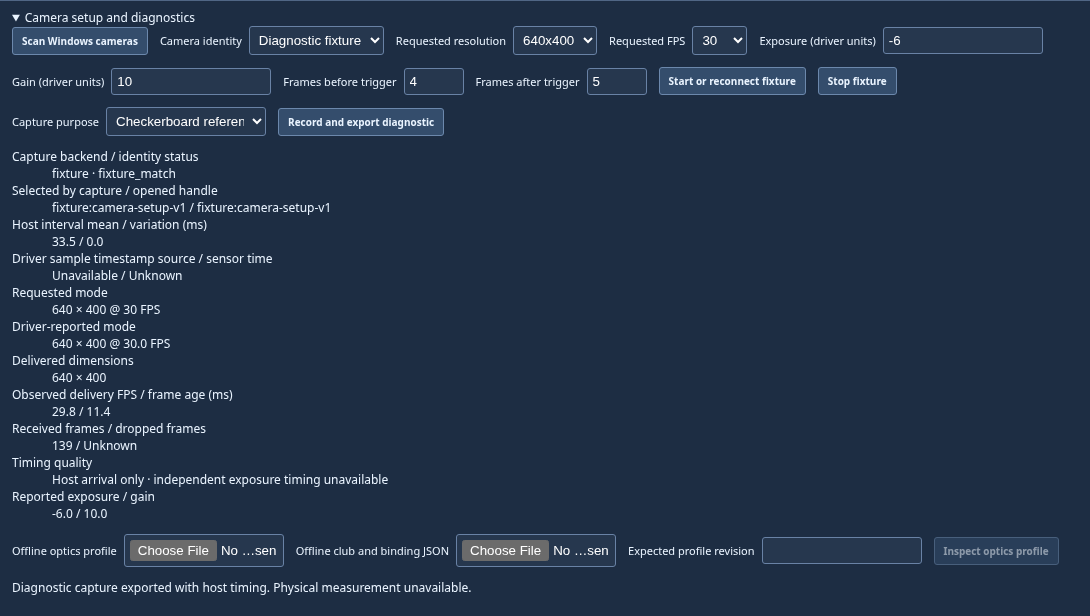 ▼ Camera setup and diagnostics
Scan Windows cameras Camera identity Diagnostic fixture Requested resolution 640x400 Requested FPS 30 Exposure (driver units) -6
Gain (driver units) 10 Frames before trigger 4 Frames after trigger 5 Start or reconnect fixture Stop fixture
Capture purpose Checkerboard referen Record and export diagnostic
Capture backend / identity status
fixture · fixture_match
Selected by capture / opened handle
fixture:camera-setup-v1 / fixture:camera-setup-v1
Host interval mean / variation (ms)
33.5 / 0.0
Driver sample timestamp source / sensor time
Unavailable / Unknown
Requested mode
640 × 400 @ 30 FPS
Driver-reported mode
640 × 400 @ 30.0 FPS
Delivered dimensions
640 × 400
Observed delivery FPS / frame age (ms)
29.8 / 11.4
Received frames / dropped frames
139 / Unknown
Timing quality
Host arrival only · independent exposure timing unavailable
Reported exposure / gain
-6.0 / 10.0
Offline optics profile Choose File No …sen Offline club and binding JSON Choose File No …sen Expected profile revision Inspect optics profile
Diagnostic capture exported with host timing. Physical measurement unavailable.